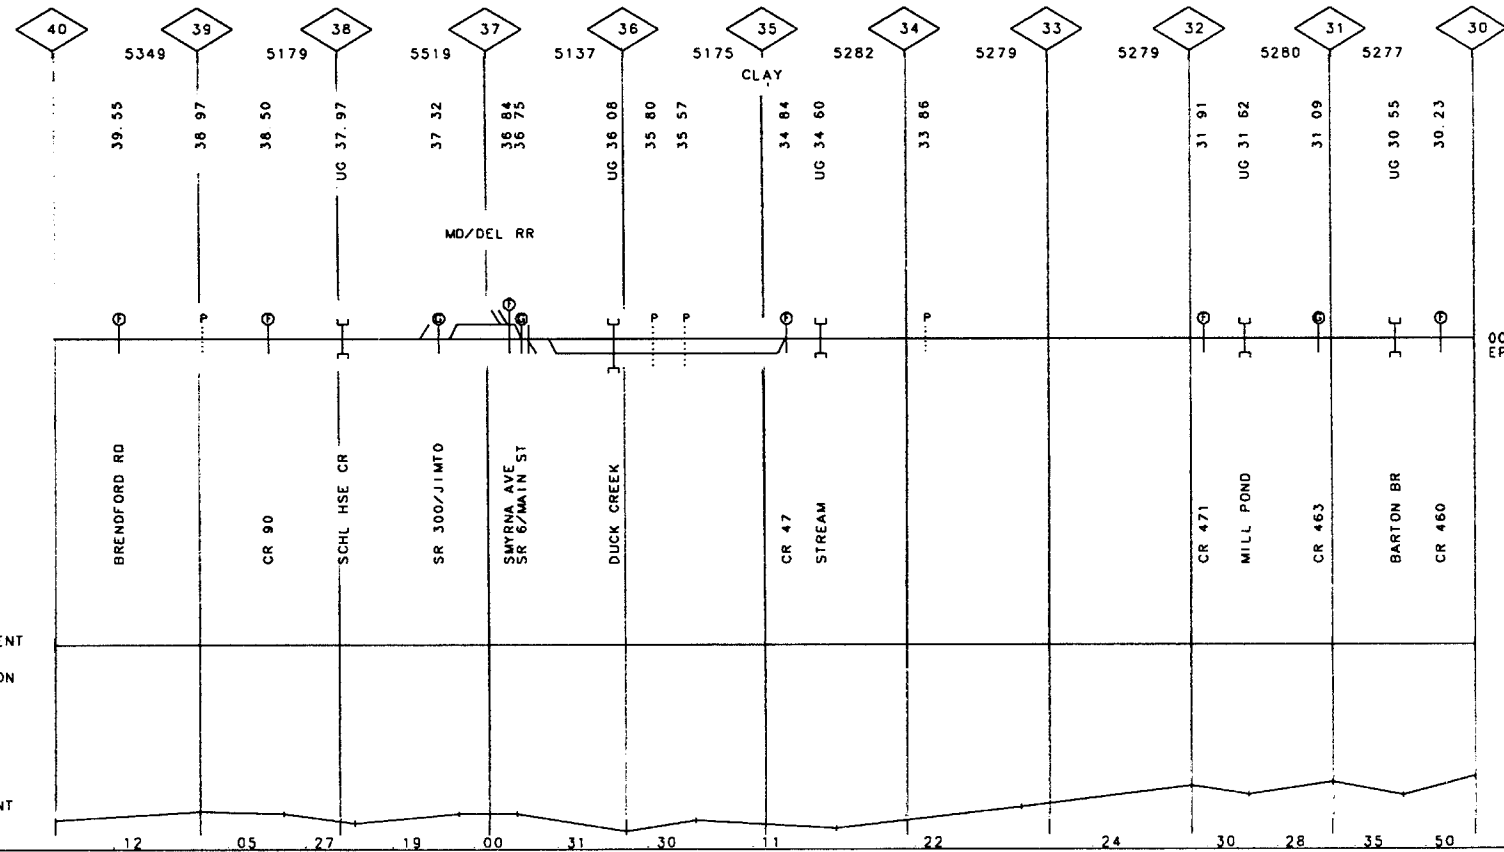 40 39 38 37 36 35 34 33 32 31 30
5349 5179 5519 5137 5175 5282 5279 5279 5280 5277
CLAY
39.55
38 97
38 50
UG 37.97
37 32
36 84
36 75
UG 36 08
35 80
35 57
34 84
UG 34 60
33 86
31 91
UG 31 62
31 09
UG 30 55
30.23
MD/DEL RR
F P F G F G P P F P F G F
BRENDFORD RD
CR 90
SCHL HSE CR
SR 300/JIMTO
SMYRNA AVE
SR 6/MAIN ST
DUCK CREEK
CR 47
STREAM
CR 471
MILL POND
CR 463
BARTON BR
CR 460
ENT
ON
NT
.12 .05 .27 .19 .00 .31 .30 .11 .22 .24 .30 .28 .35 .50